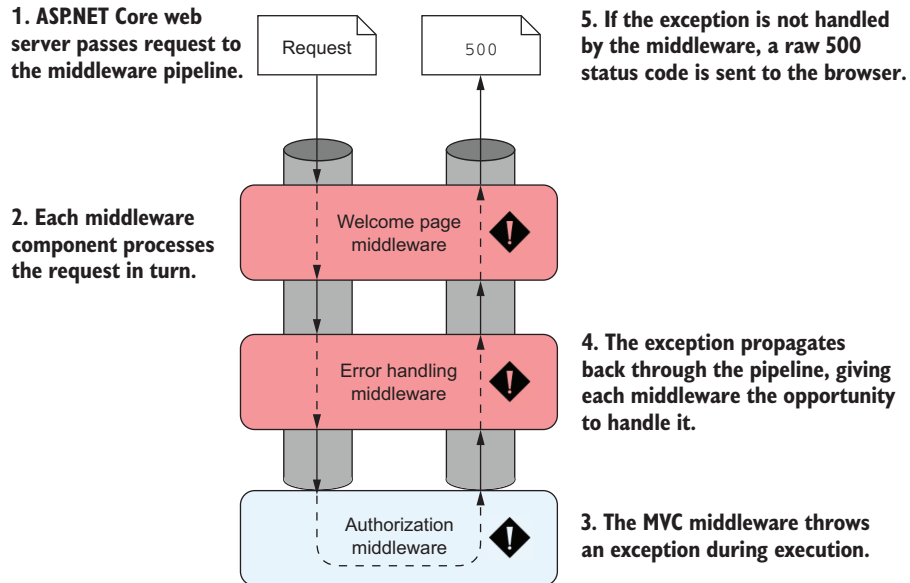 1. ASP.NET Core web
server passes request to
the middleware pipeline.
Request
500
5. If the exception is not handled
by the middleware, a raw 500
status code is sent to the browser.
2. Each middleware
component processes
the request in turn.
Welcome page
middleware
!
Error handling
middleware
!
4. The exception propagates
back through the pipeline, giving
each middleware the opportunity
to handle it.
Authorization
middleware
!
3. The MVC middleware throws
an exception during execution.